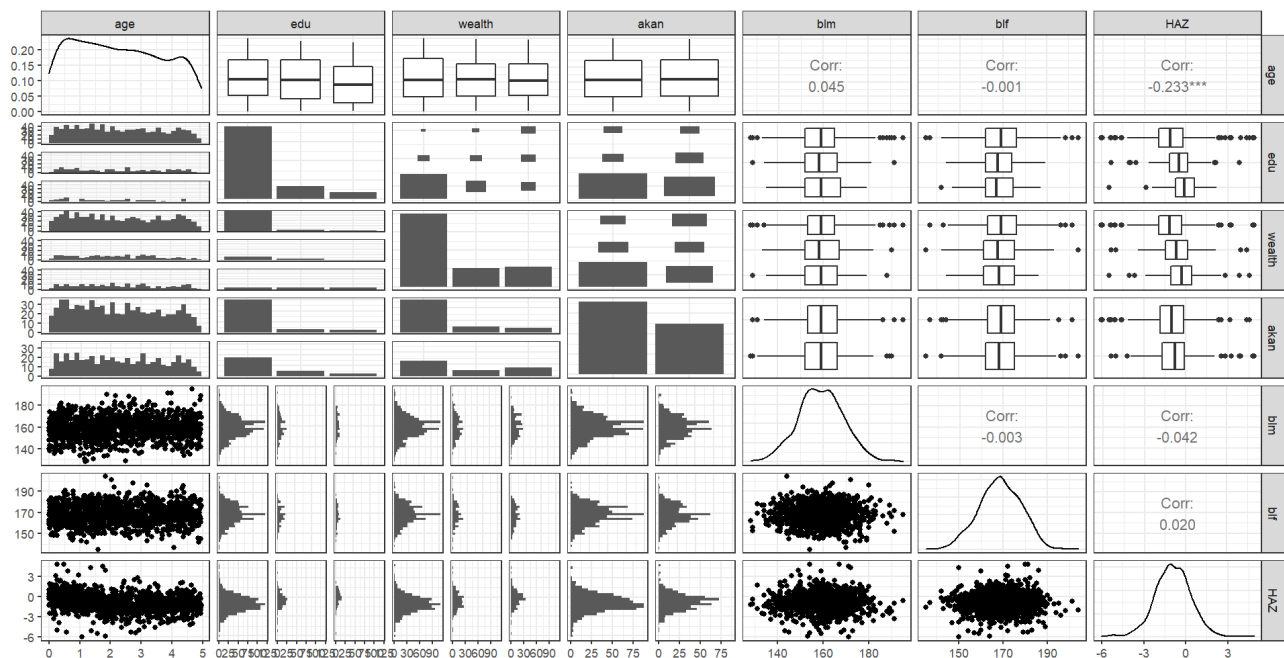 age edu wealth akan blm blf HAZ
0.20
0.15
0.10
0.05
0.00
Corr:
0.045
Corr:
-0.001
Corr:
-0.233***
age
edu
wealth
30
20
10
0
akan
30
20
10
0
180
160
140
Corr:
-0.003
Corr:
-0.042
blm
190
170
150
Corr:
0.020
blf
3
0
-3
-6
HAZ
0 1 2 3 4 5 0 25 50 75 0 25 50 75 140 160 180 150 170 190 -6 -3 0 3